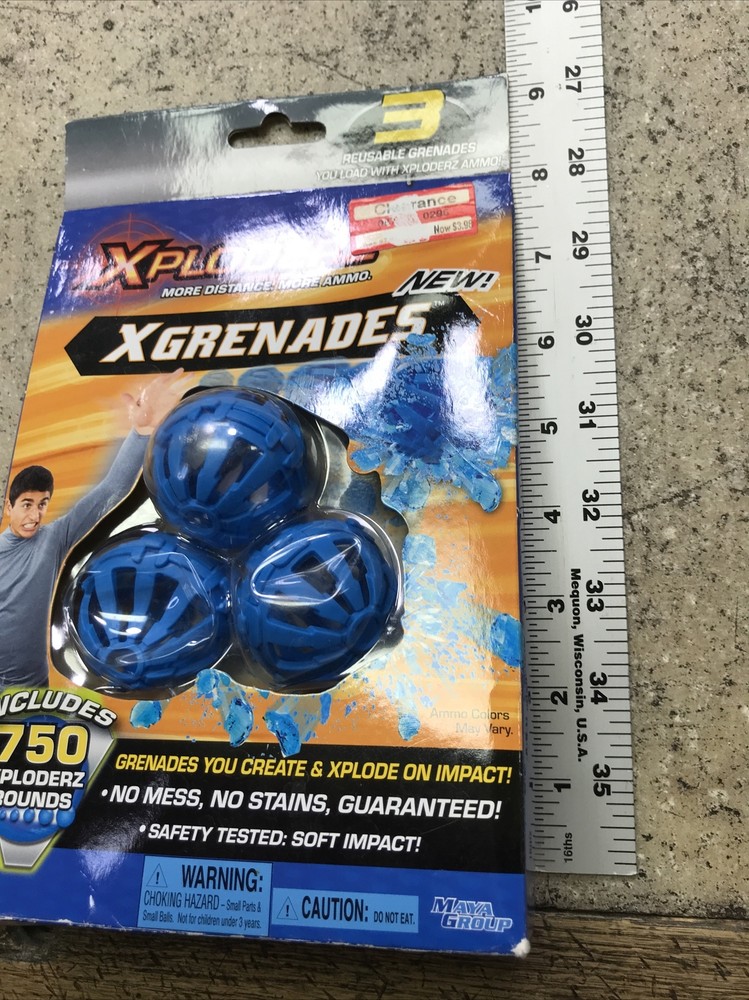 3
REUSABLE GRENADES
YOU LOAD WITH XPLODERZ AMMO!
Clearance
Now $3.98
MORE DISTANCE. MORE AMMO.
NEW!
XGRENADES™
INCLUDES
750
XPLODERZ
ROUNDS
Ammo Colors
May Vary.
GRENADES YOU CREATE & XPLODE ON IMPACT!
• NO MESS, NO STAINS, GUARANTEED!
• SAFETY TESTED: SOFT IMPACT!
WARNING:
CHOKING HAZARD - Small Parts &
Small Balls. Not for children under 3 years.
CAUTION: DO NOT EAT.
MAYA
GROUP
9 8 7 6 5 4 3 2 1
16ths
27 28 29 30 31 32 33 34 35
Mequon, Wisconsin, U.S.A.